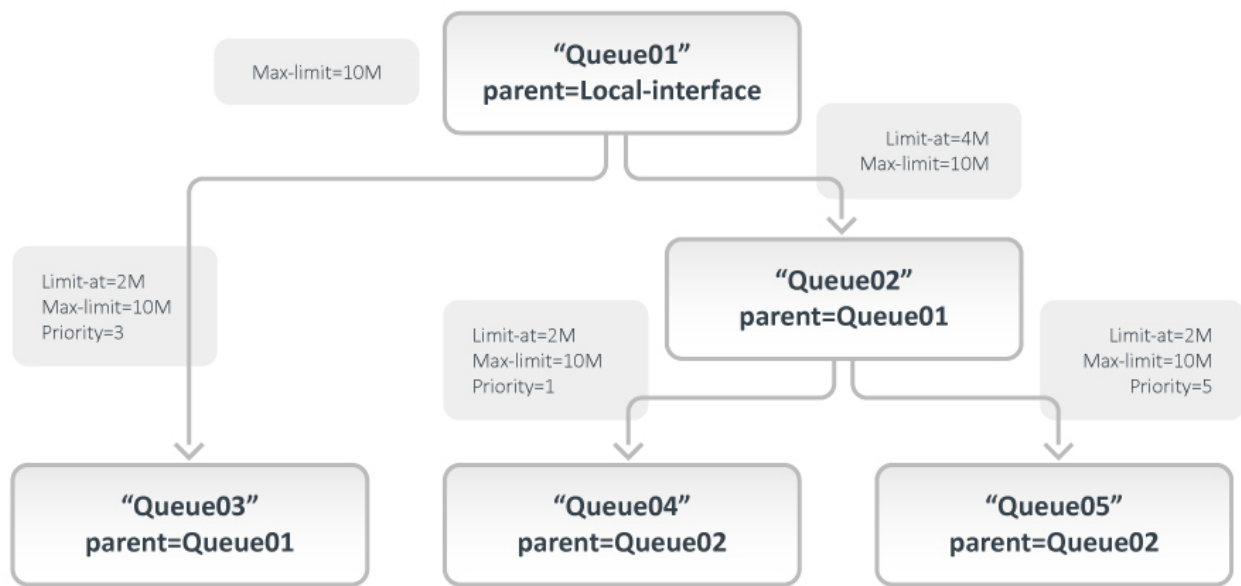 “Queue01”
parent=Local-interface
Max-limit=10M
Limit-at=4M
Max-limit=10M
“Queue02”
parent=Queue01
Limit-at=2M
Max-limit=10M
Priority=3
Limit-at=2M
Max-limit=10M
Priority=1
Limit-at=2M
Max-limit=10M
Priority=5
“Queue03”
parent=Queue01
“Queue04”
parent=Queue02
“Queue05”
parent=Queue02